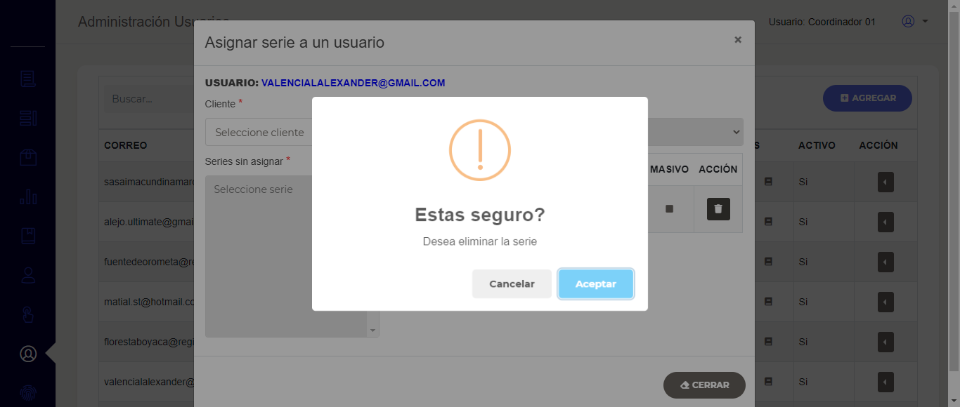 Administración Usuarios
Usuario: Coordinador 01
Asignar serie a un usuario
×
USUARIO: VALENCIALALEXANDER@GMAIL.COM
Cliente *
Buscar...
AGREGAR
Seleccione cliente
CORREO
S
ACTIVO
ACCIÓN
Series sin asignar *
MASIVO
ACCIÓN
Seleccione serie
sasaimacundinamar
Si
alejo.ultimate@gmai
Si
Estas seguro?
Desea eliminar la serie
fuentedeorometa@r
Si
Cancelar
Aceptar
matial.st@hotmail.co
Si
florestaboyaca@regi
Si
valencialalexander@
Si
CERRAR